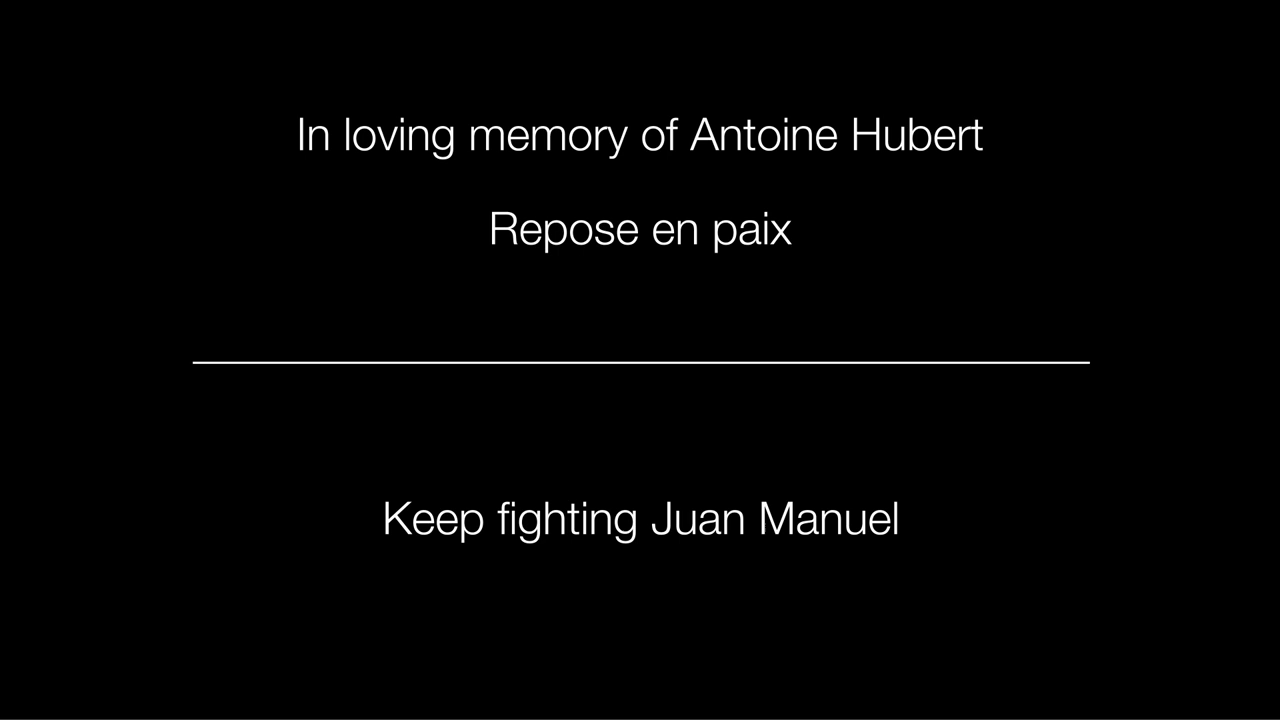 In loving memory of Antoine Hubert
Repose en paix
Keep fighting Juan Manuel